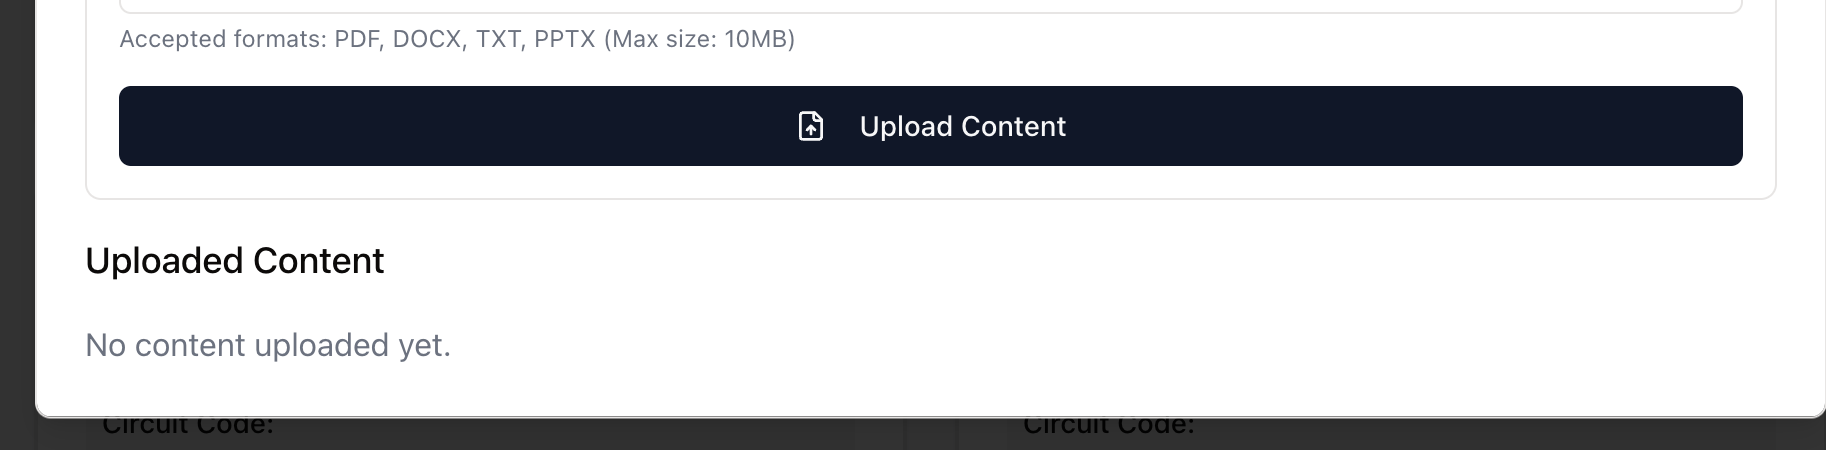 Accepted formats: PDF, DOCX, TXT, PPTX (Max size: 10MB)
Upload Content
Uploaded Content
No content uploaded yet.
Circuit Code:
Circuit Code: